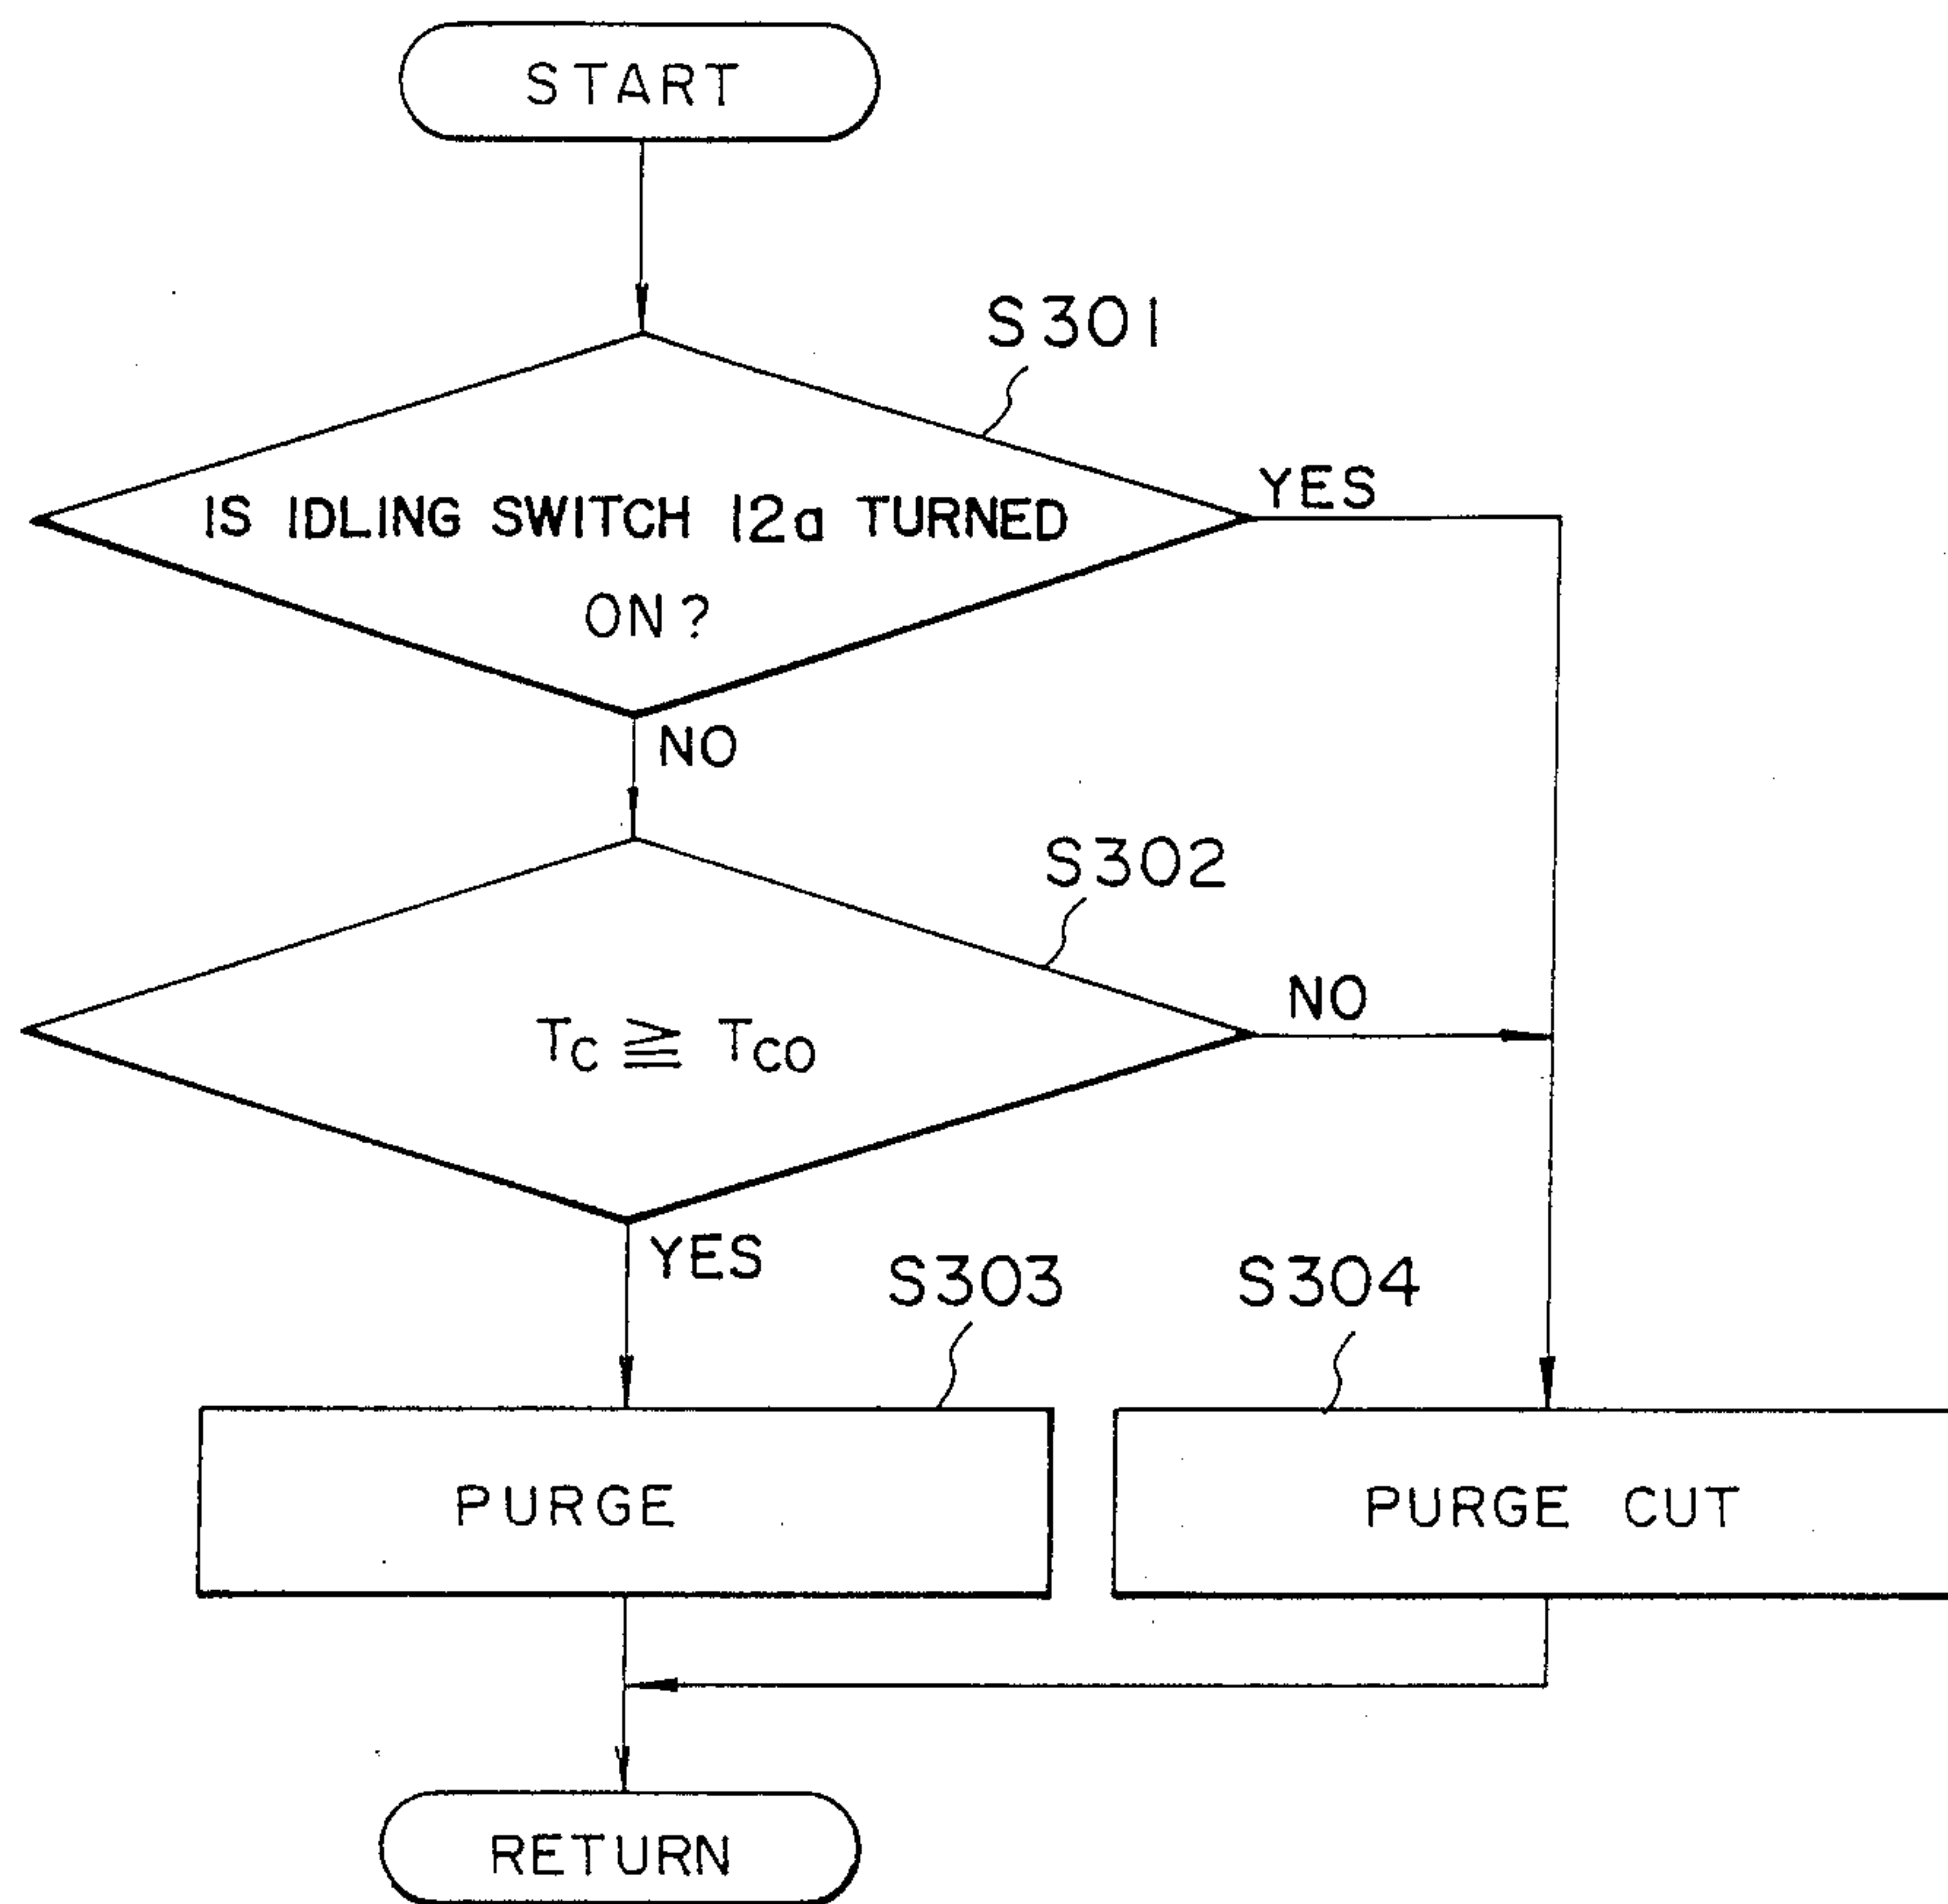 START
S301
IS IDLING SWITCH 12a TURNED
ON?
YES
NO
S302
Tc ≧ Tco
NO
YES
S303
S304
PURGE
PURGE CUT
RETURN